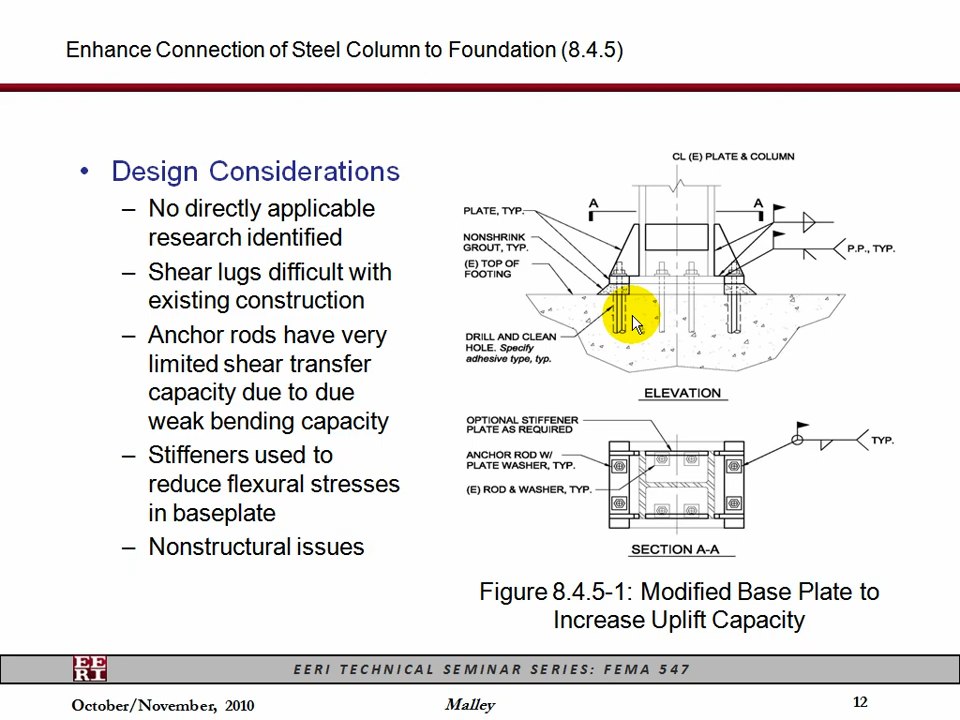 Enhance Connection of Steel Column to Foundation (8.4.5)
• Design Considerations
– No directly applicable
research identified
– Shear lugs difficult with
existing construction
– Anchor rods have very
limited shear transfer
capacity due to due
weak bending capacity
– Stiffeners used to
reduce flexural stresses
in baseplate
– Nonstructural issues
CL (E) PLATE & COLUMN
A
A
PLATE, TYP.
NONSHRINK
GROUT, TYP.
(E) TOP OF
FOOTING
P.P., TYP.
DRILL AND CLEAN
HOLE. Specify
adhesive type, typ.
ELEVATION
OPTIONAL STIFFENER
PLATE AS REQUIRED
ANCHOR ROD W/
PLATE WASHER, TYP.
(E) ROD & WASHER, TYP.
TYP.
SECTION A-A
Figure 8.4.5-1: Modified Base Plate to
Increase Uplift Capacity
EERI
EERI TECHNICAL SEMINAR SERIES: FEMA 547
October/November, 2010
Malley
12